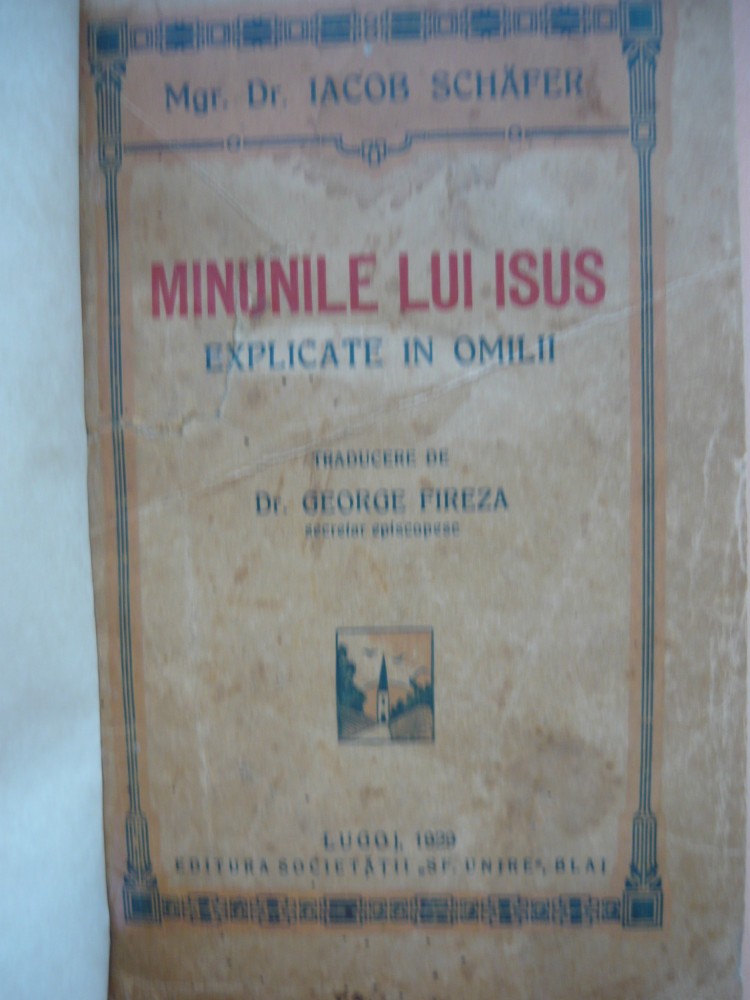 Mgr. Dr. IACOB SCHÄFER
MINUNILE LUI ISUS
EXPLICATE IN OMILII
TRADUCERE DE
Dr. GEORGE FIREZA
secretar episcopesc
LUGOJ, 1929
EDITURA SOCIETĂȚII „SF. UNIRE", BLAJ